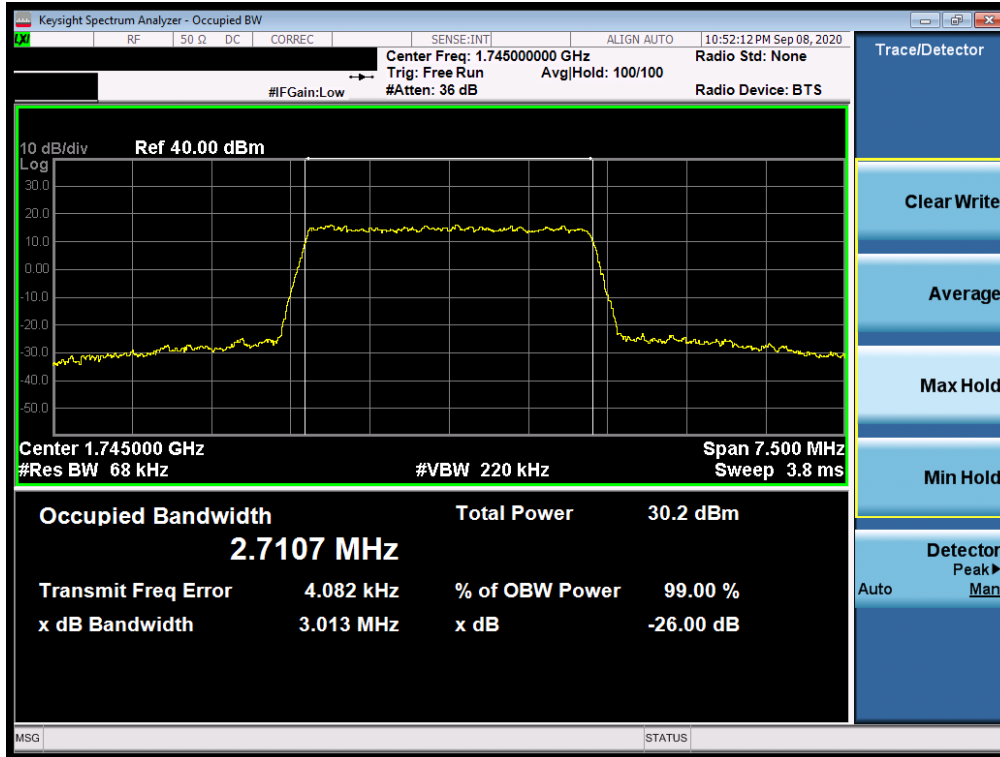 Keysight Spectrum Analyzer - Occupied BW
LXI RF 50 Ω DC CORREC SENSE:INT ALIGN AUTO 10:52:12 PM Sep 08, 2020
Center Freq: 1.745000000 GHz Radio Std: None
Trig: Free Run Avg|Hold: 100/100
#IFGain:Low #Atten: 36 dB Radio Device: BTS
10 dB/div Ref 40.00 dBm
Log
30.0
20.0
10.0
0.00
-10.0
-20.0
-30.0
-40.0
-50.0
Center 1.745000 GHz Span 7.500 MHz
#Res BW 68 kHz #VBW 220 kHz Sweep 3.8 ms
Occupied Bandwidth Total Power 30.2 dBm
2.7107 MHz
Transmit Freq Error 4.082 kHz % of OBW Power 99.00 %
x dB Bandwidth 3.013 MHz x dB -26.00 dB
MSG STATUS
Trace/Detector
Clear Write
Average
Max Hold
Min Hold
Detector
Peak▶
Auto Man